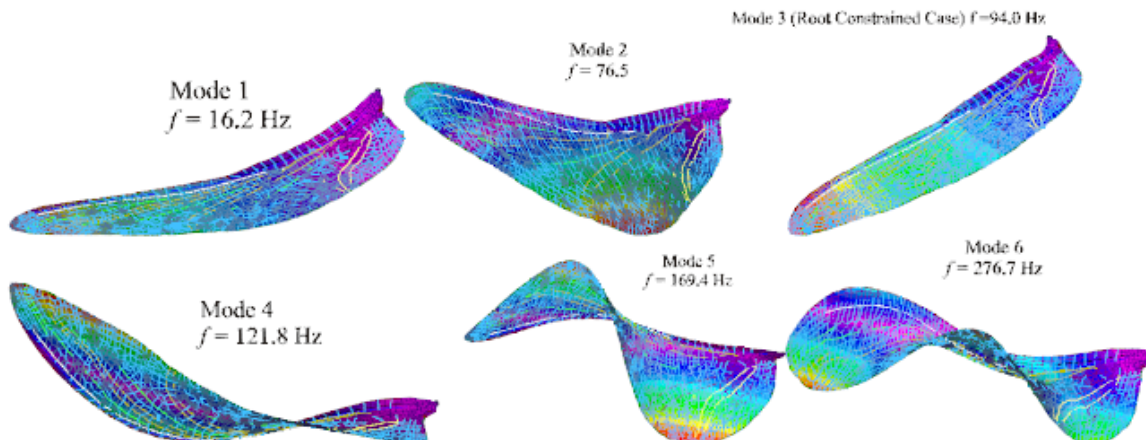 Mode 3 (Root Constrained Case) f =94.0 Hz
Mode 2
f = 76.5
Mode 1
f = 16.2 Hz
Mode 4
f = 121.8 Hz
Mode 5
f = 169.4 Hz
Mode 6
f = 276.7 Hz